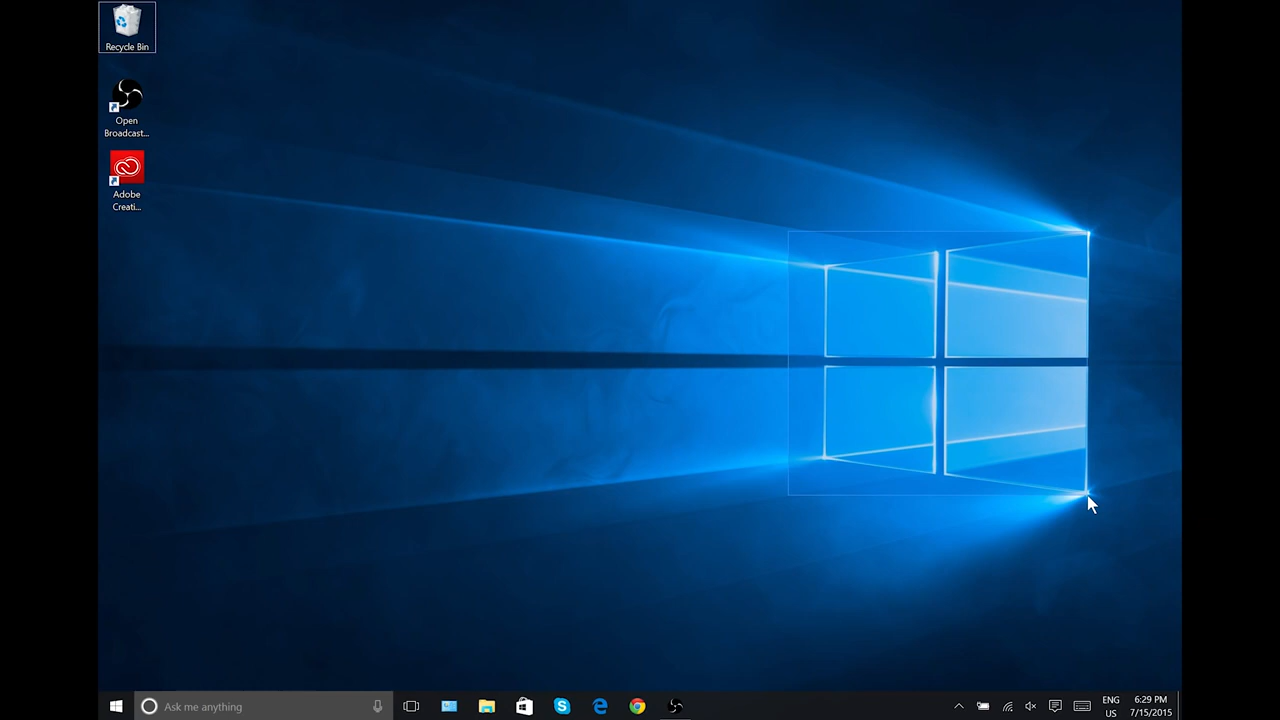 Recycle Bin
Open
Broadcast...
Adobe
Creati...
Ask me anything
ENG
US
6:29 PM
7/15/2015